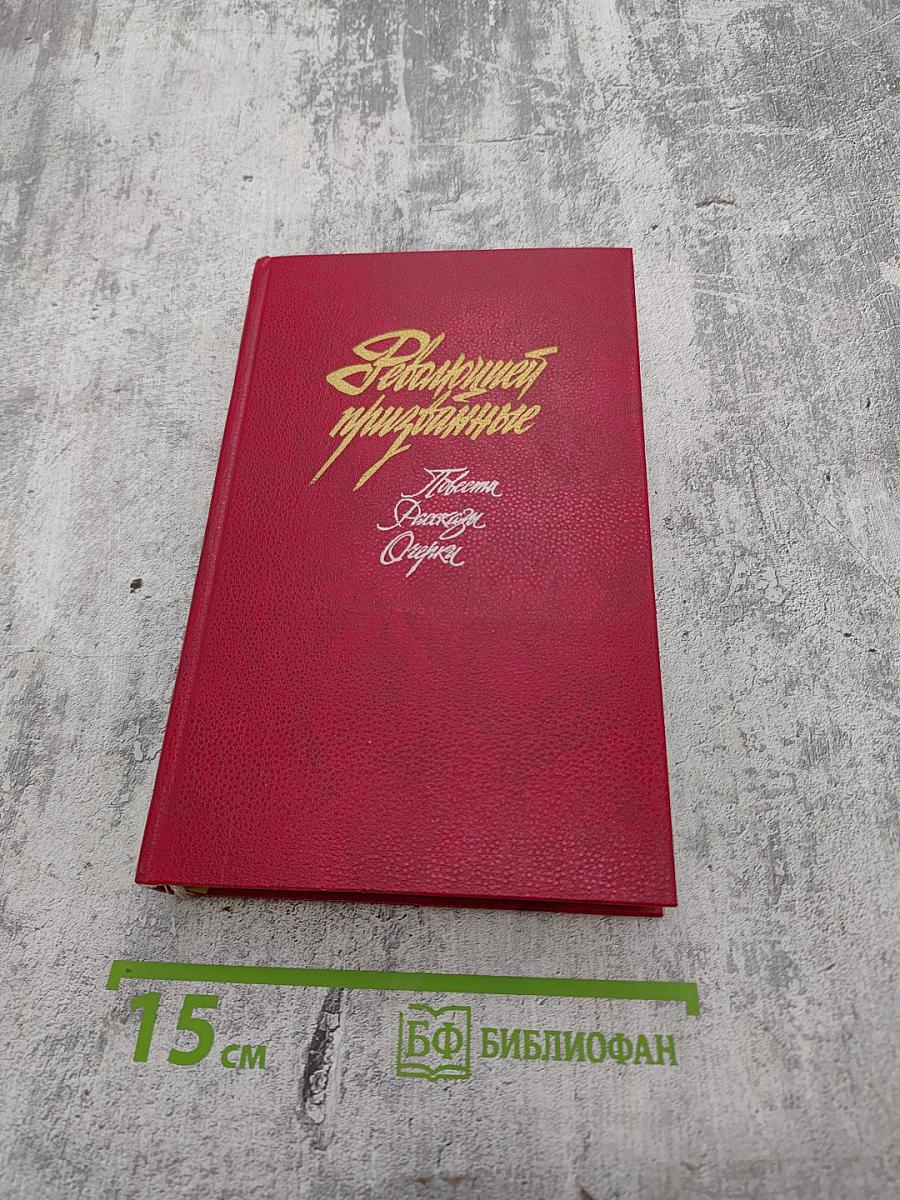 Революцией
призванные
Повести
Рассказы
Очерки
15 см
БФ БИБЛИОФАН